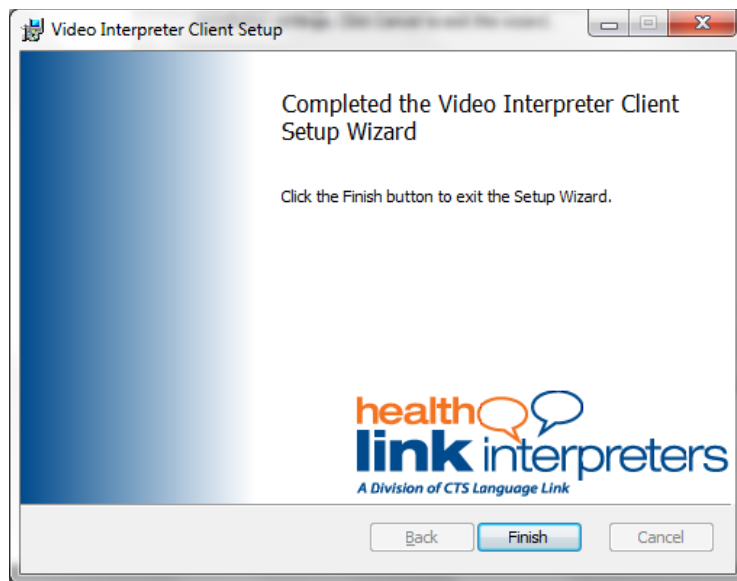 Video Interpreter Client Setup
Completed the Video Interpreter Client
Setup Wizard
Click the Finish button to exit the Setup Wizard.
health
link interpreters
A Division of CTS Language Link
Back Finish Cancel